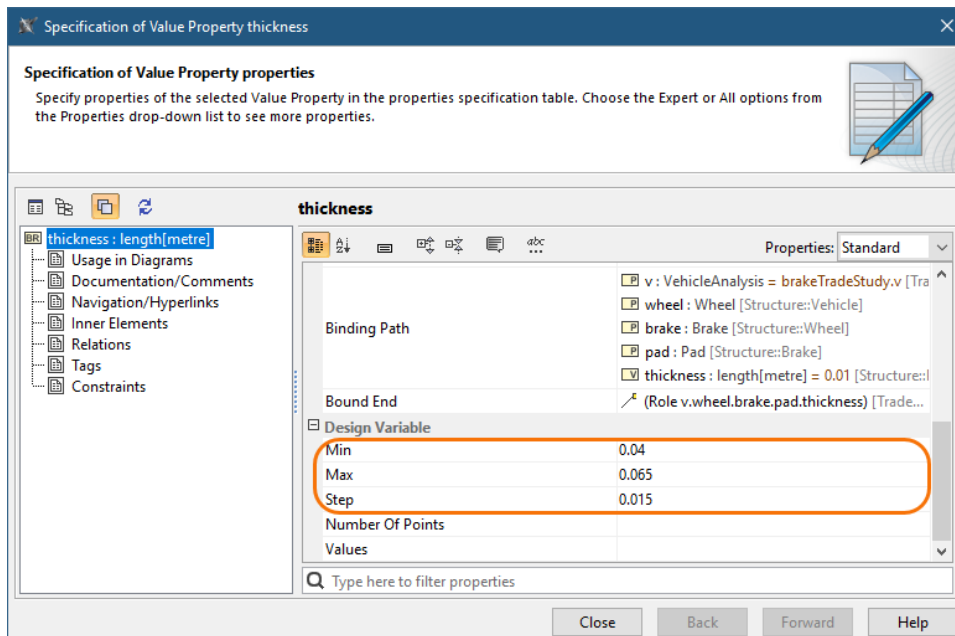 Specification of Value Property thickness
Specification of Value Property properties
Specify properties of the selected Value Property in the properties specification table. Choose the Expert or All options from
the Properties drop-down list to see more properties.
thickness
Properties: Standard
BR thickness : length[metre]
Usage in Diagrams
Documentation/Comments
Navigation/Hyperlinks
Inner Elements
Relations
Tags
Constraints
Binding Path
P v : VehicleAnalysis = brakeTradeStudy.v [Tra
P wheel : Wheel [Structure::Vehicle]
P brake : Brake [Structure::Wheel]
P pad : Pad [Structure::Brake]
V thickness : length[metre] = 0.01 [Structure::
Bound End E (Role v.wheel.brake.pad.thickness) [Trade...
Design Variable
Min 0.04
Max 0.065
Step 0.015
Number Of Points
Values
Type here to filter properties
Close Back Forward Help